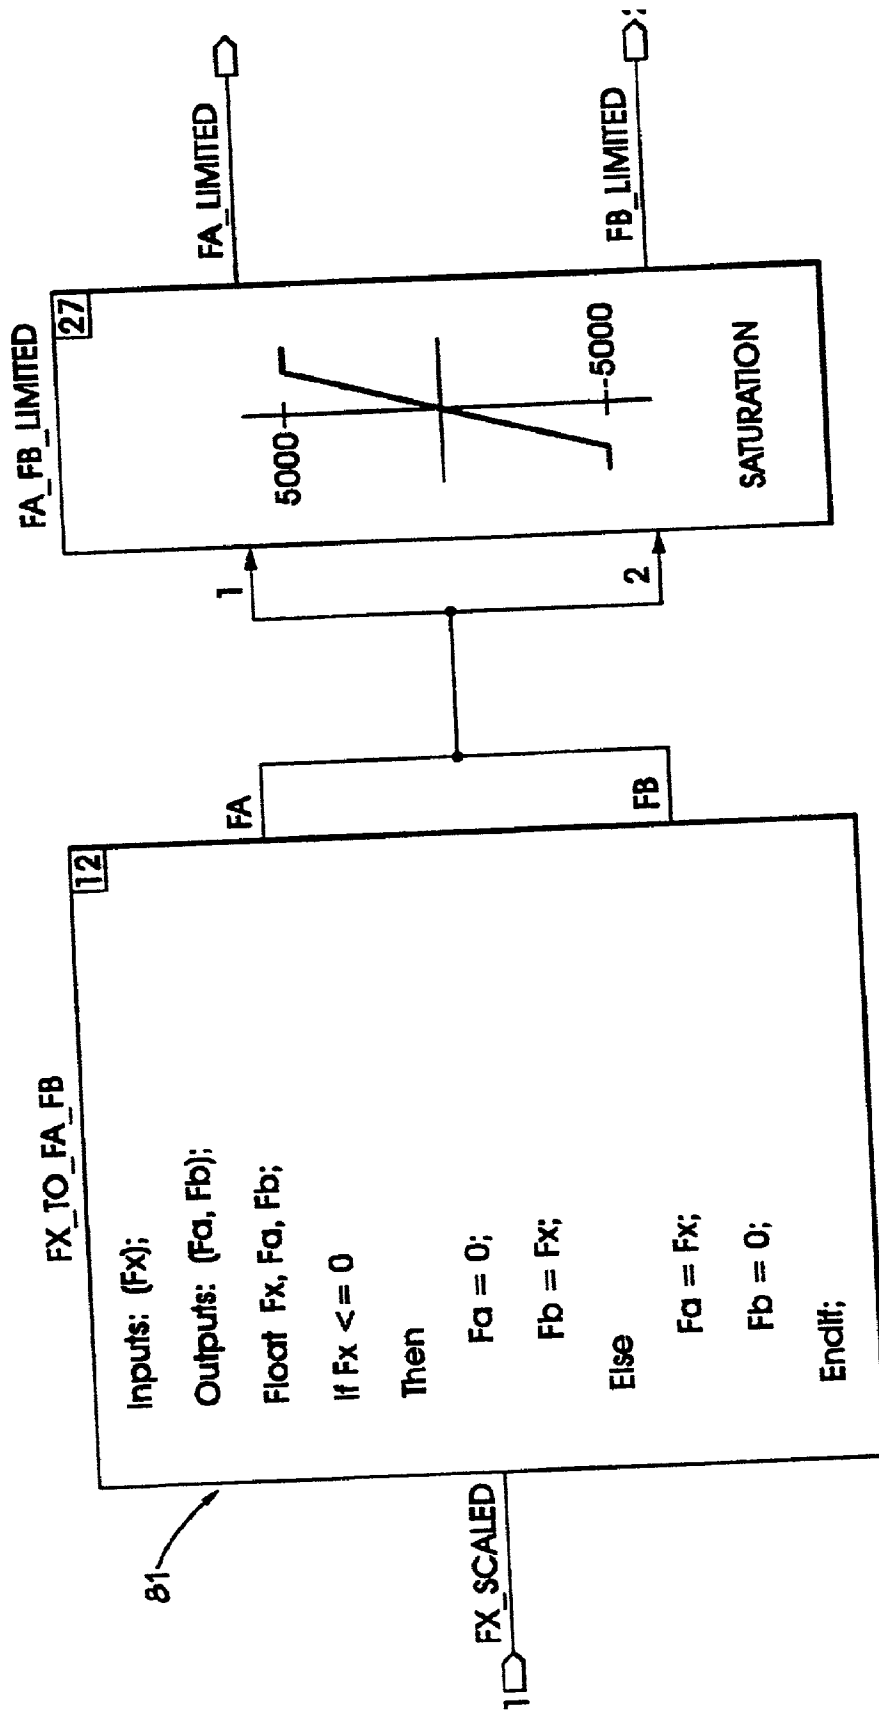 FX_TO_FA_FB
12
Inputs: (Fx);
Outputs: (Fa, Fb);
Float Fx, Fa, Fb;
If Fx <= 0
Then
Fa = 0;
Fb = Fx;
Else
Fa = Fx;
Fb = 0;
EndIf;
81
1
FX_SCALED
FA
FB
1
2
FA_FB_LIMITED
27
5000
-5000
SATURATION
FA_LIMITED
FB_LIMITED